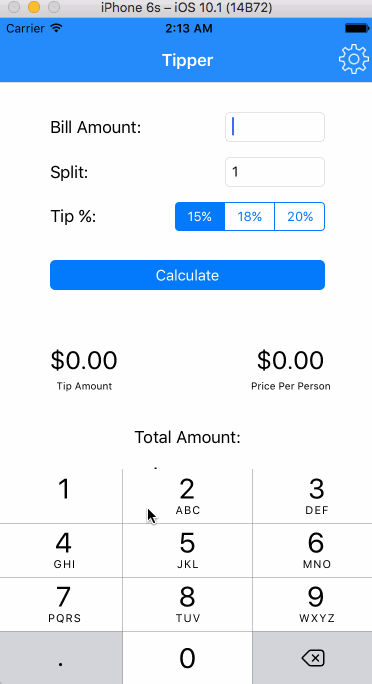 iPhone 6s – iOS 10.1 (14B72)
Carrier 2:13 AM
Tipper
Bill Amount:
Split: 1
Tip %: 15% 18% 20%
Calculate
$0.00 $0.00
Tip Amount Price Per Person
Total Amount:
1 2 3
ABC DEF
4 5 6
GHI JKL MNO
7 8 9
PQRS TUV WXYZ
. 0